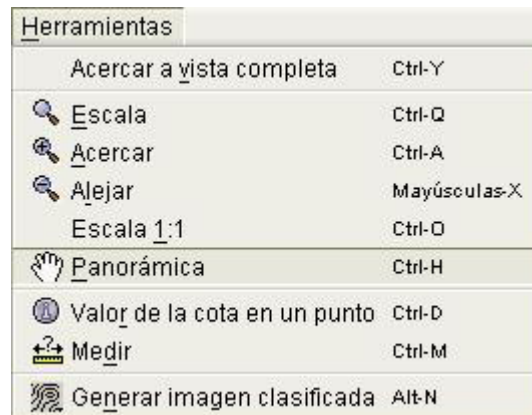 Herramientas
Acercar a vista completa Ctrl-Y
Escala Ctrl-Q
Acercar Ctrl-A
Alejar Mayúsculas-X
Escala 1:1 Ctrl-O
Panorámica Ctrl-H
Valor de la cota en un punto Ctrl-D
Medir Ctrl-M
Generar imagen clasificada Alt-N